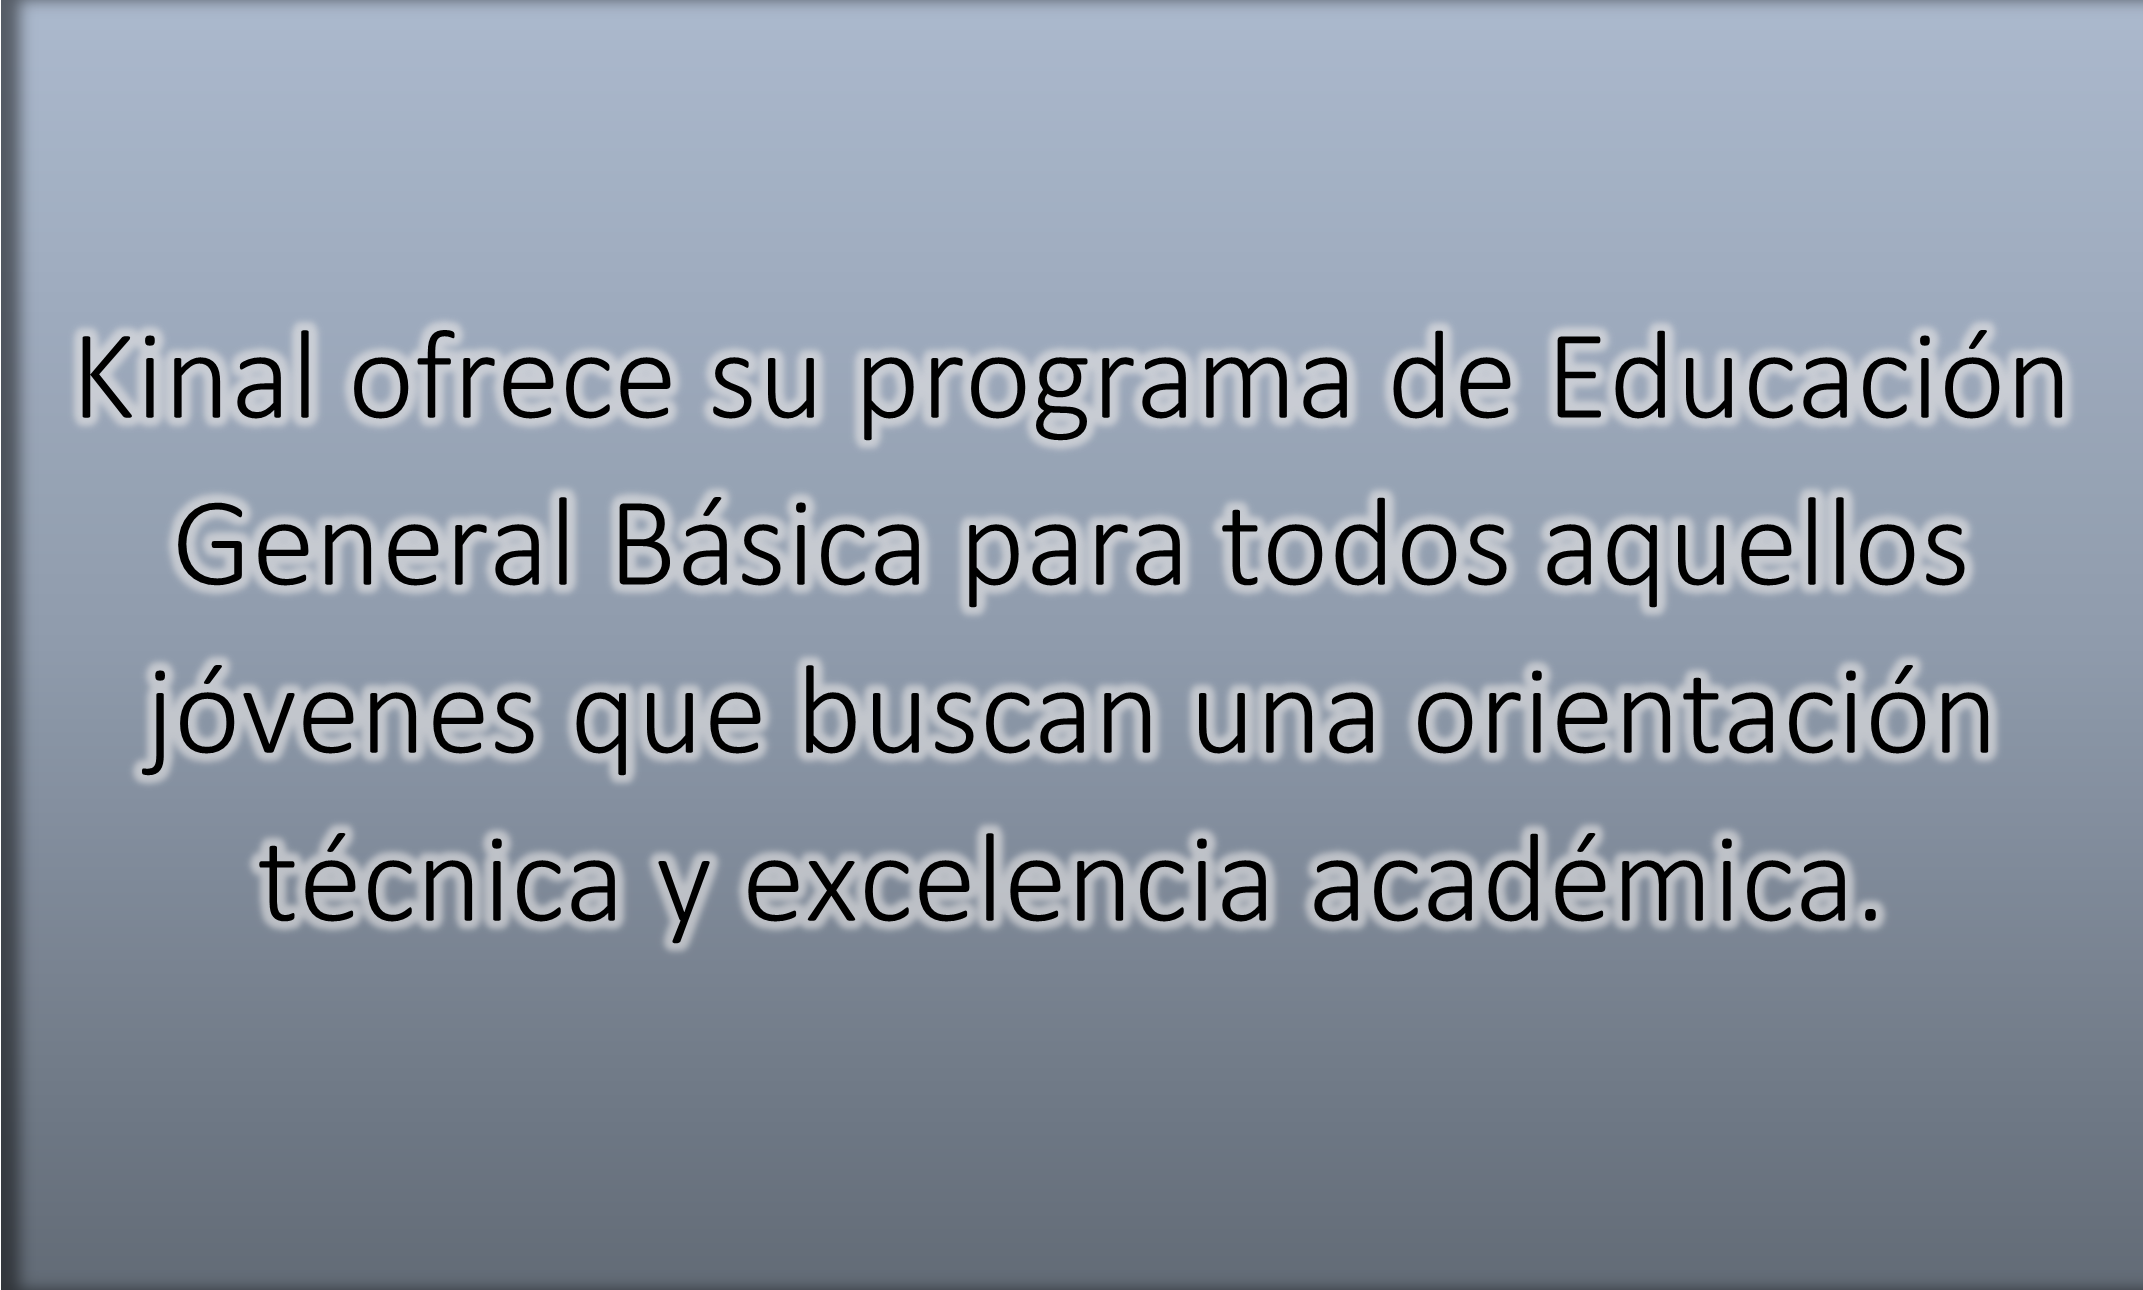 Kinal ofrece su programa de Educación
General Básica para todos aquellos
jóvenes que buscan una orientación
técnica y excelencia académica.